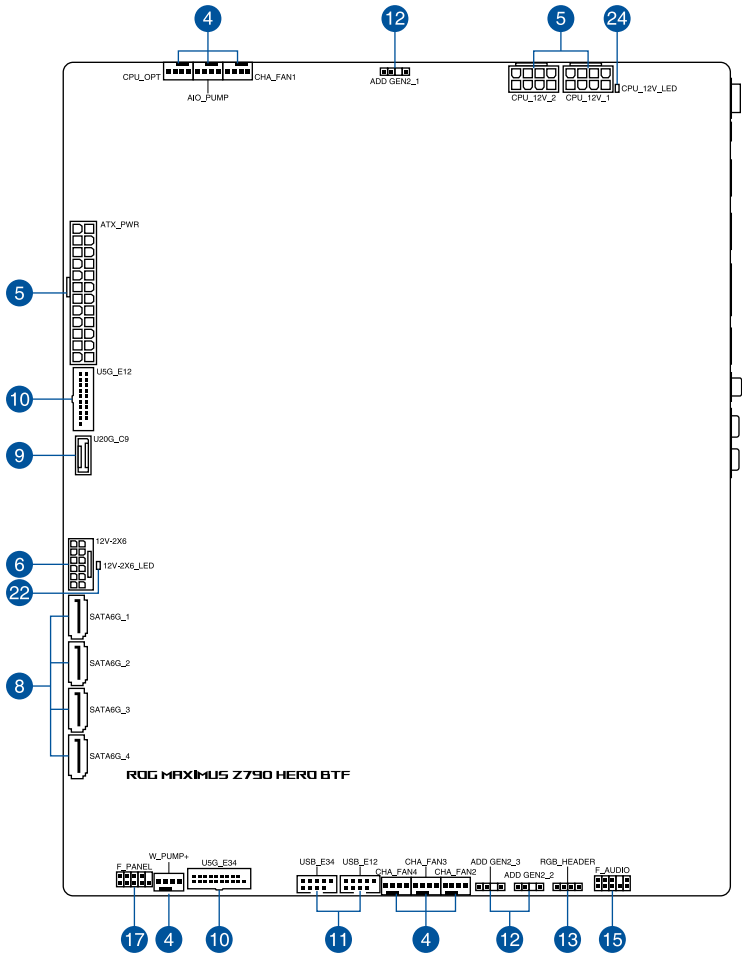 4
12
5
24
CPU_OPT
CHA_FAN1
ADD GEN2_1
AIO_PUMP
CPU_12V_2
CPU_12V_1
CPU_12V_LED
ATX_PWR
5
U5G_E12
10
U20G_C9
9
12V-2X6
6
12V-2X6_LED
22
SATA6G_1
SATA6G_2
8
SATA6G_3
SATA6G_4
ROG MAXIMUS Z790 HERO BTF
W_PUMP+
F_PANEL
U5G_E34
USB_E34
USB_E12
CHA_FAN3
CHA_FAN4
CHA_FAN2
ADD GEN2_3
ADD GEN2_2
RGB_HEADER
F_AUDIO
17
4
10
11
4
12
13
15